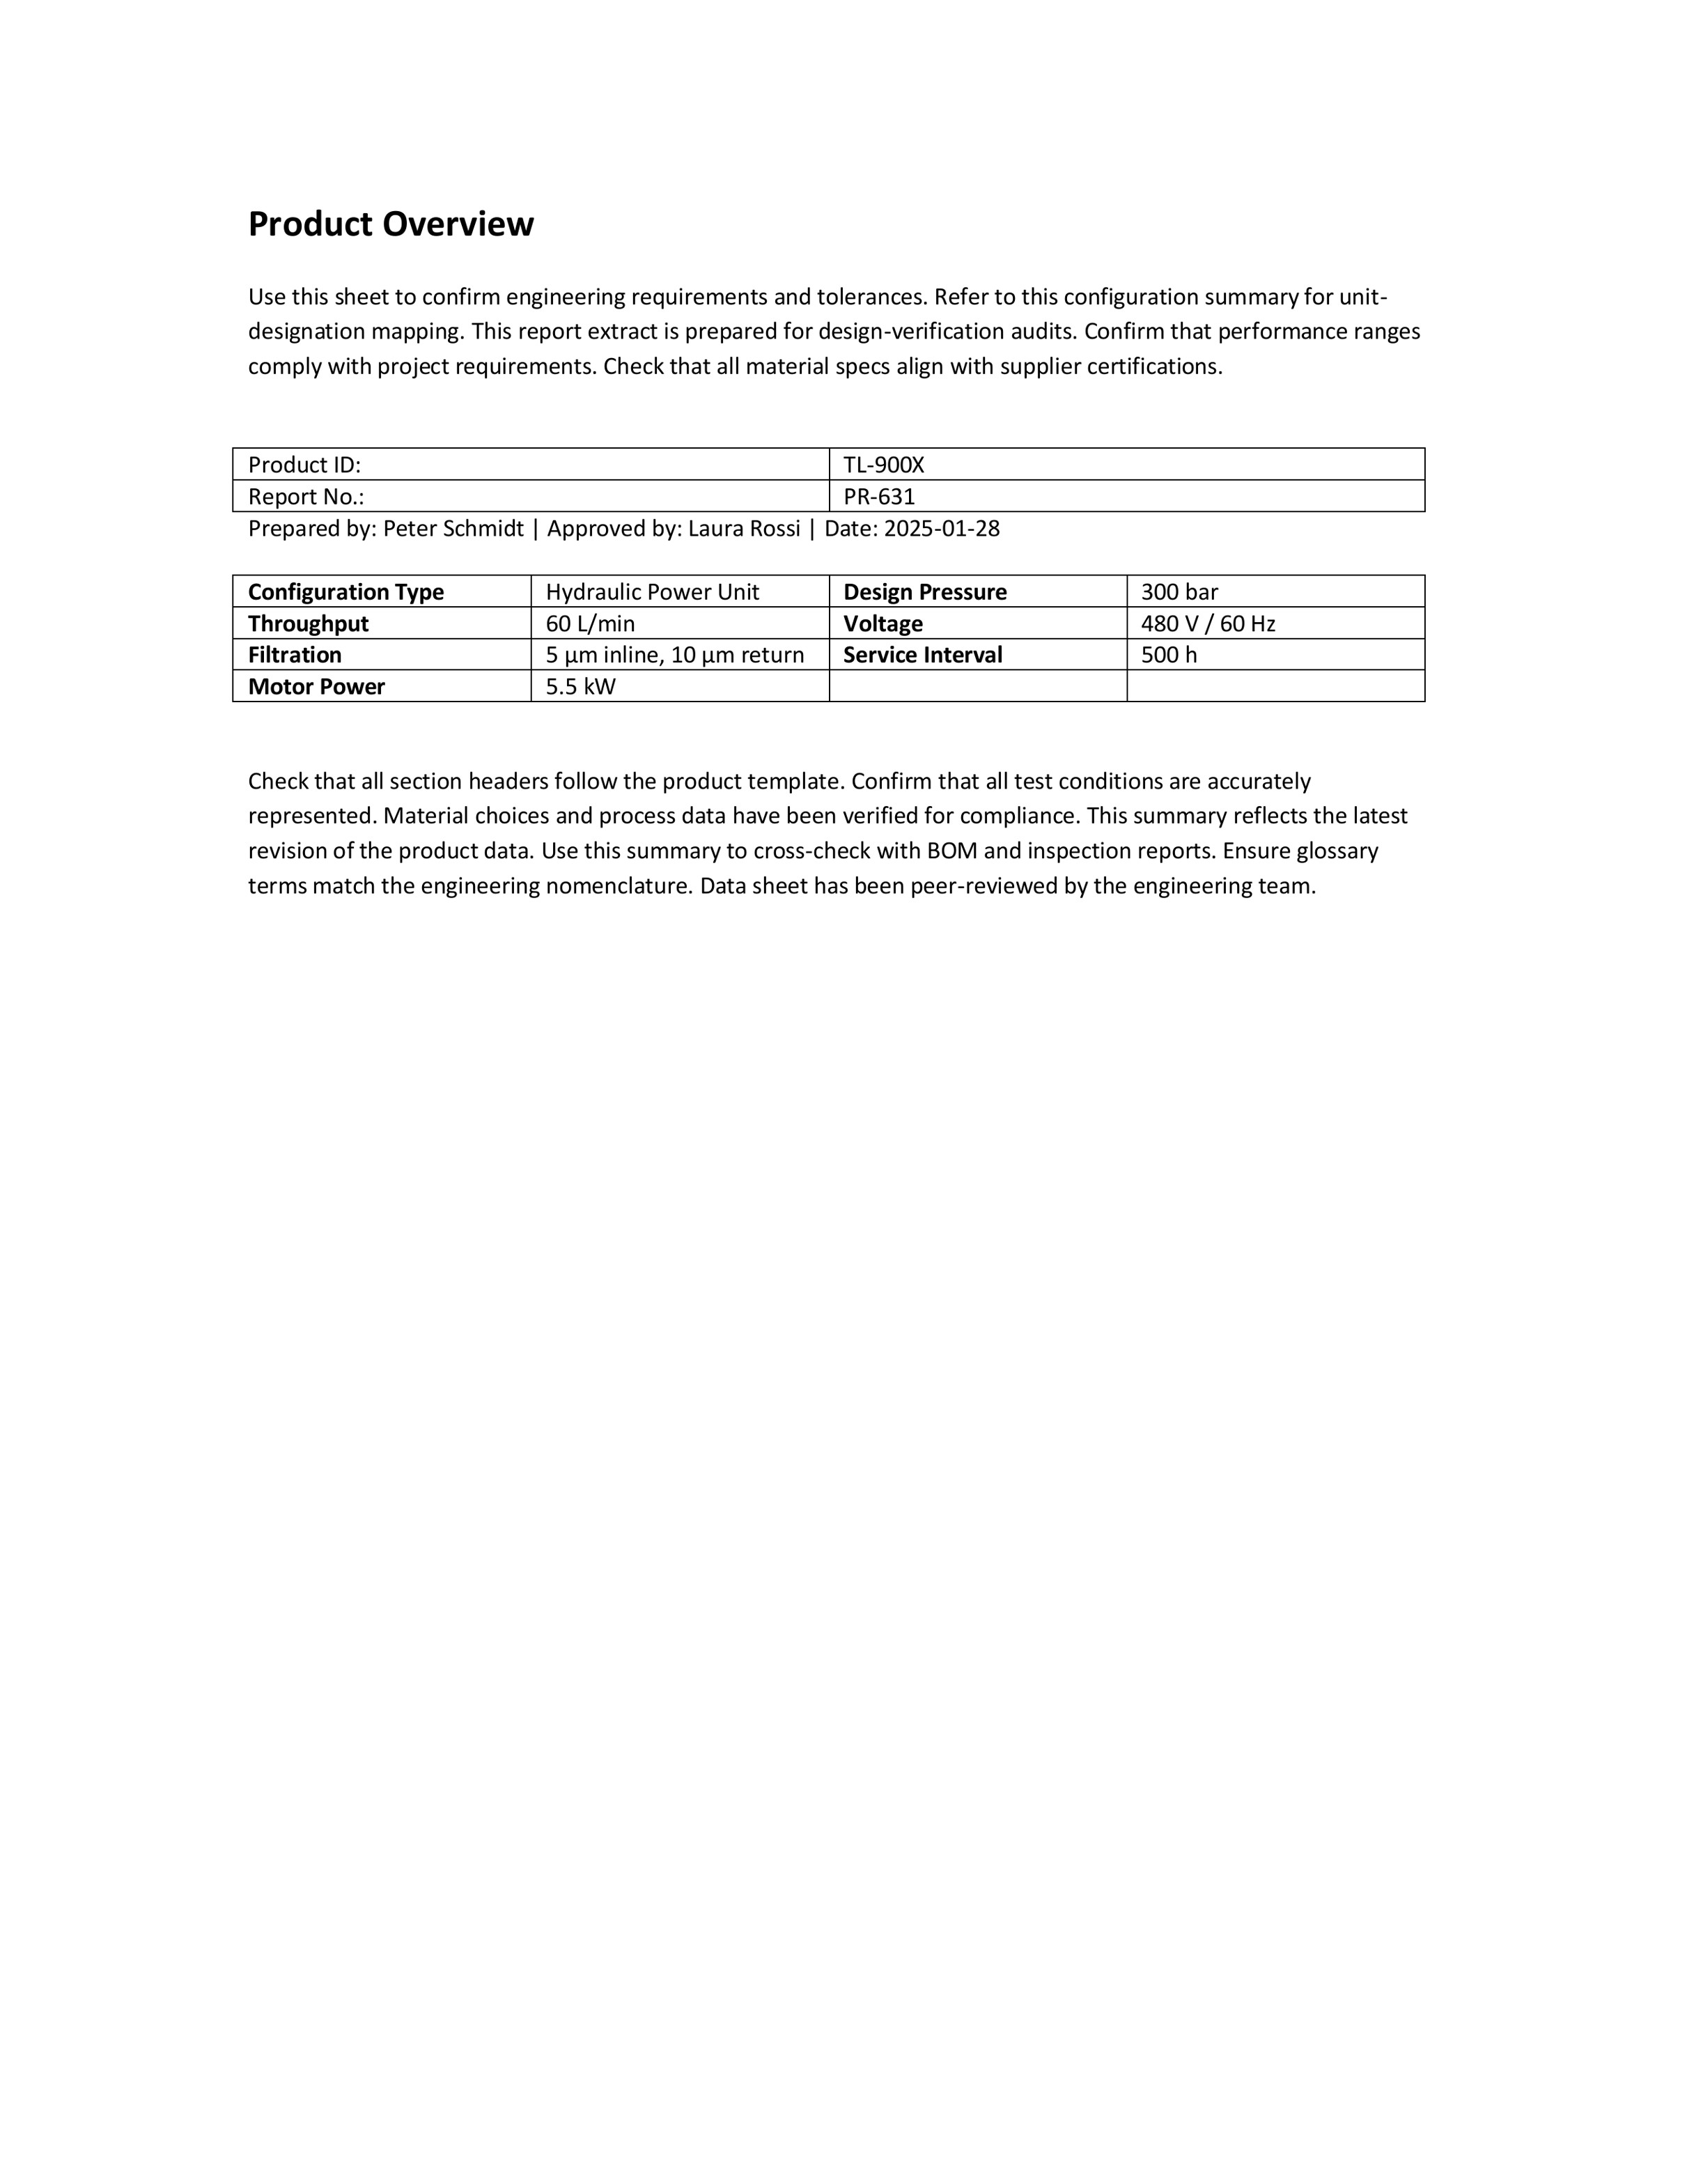 Product Overview
Use this sheet to confirm engineering requirements and tolerances. Refer to this configuration summary for unit-
designation mapping. This report extract is prepared for design-verification audits. Confirm that performance ranges
comply with project requirements. Check that all material specs align with supplier certifications.
Product ID: TL-900X
Report No.: PR-631
Prepared by: Peter Schmidt | Approved by: Laura Rossi | Date: 2025-01-28
Configuration Type Hydraulic Power Unit Design Pressure 300 bar
Throughput 60 L/min Voltage 480 V / 60 Hz
Filtration 5 µm inline, 10 µm return Service Interval 500 h
Motor Power 5.5 kW
Check that all section headers follow the product template. Confirm that all test conditions are accurately
represented. Material choices and process data have been verified for compliance. This summary reflects the latest
revision of the product data. Use this summary to cross-check with BOM and inspection reports. Ensure glossary
terms match the engineering nomenclature. Data sheet has been peer-reviewed by the engineering team.